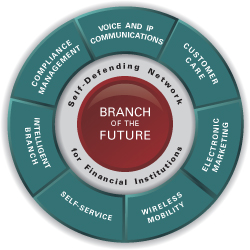 VOICE AND IP
COMMUNICATIONS
CUSTOMER
CARE
ELECTRONIC
MARKETING
WIRELESS
MOBILITY
SELF-SERVICE
INTELLIGENT
BRANCH
COMPLIANCE
MANAGEMENT
Self-Defending Network
for Financial Institutions
BRANCH
OF THE
FUTURE